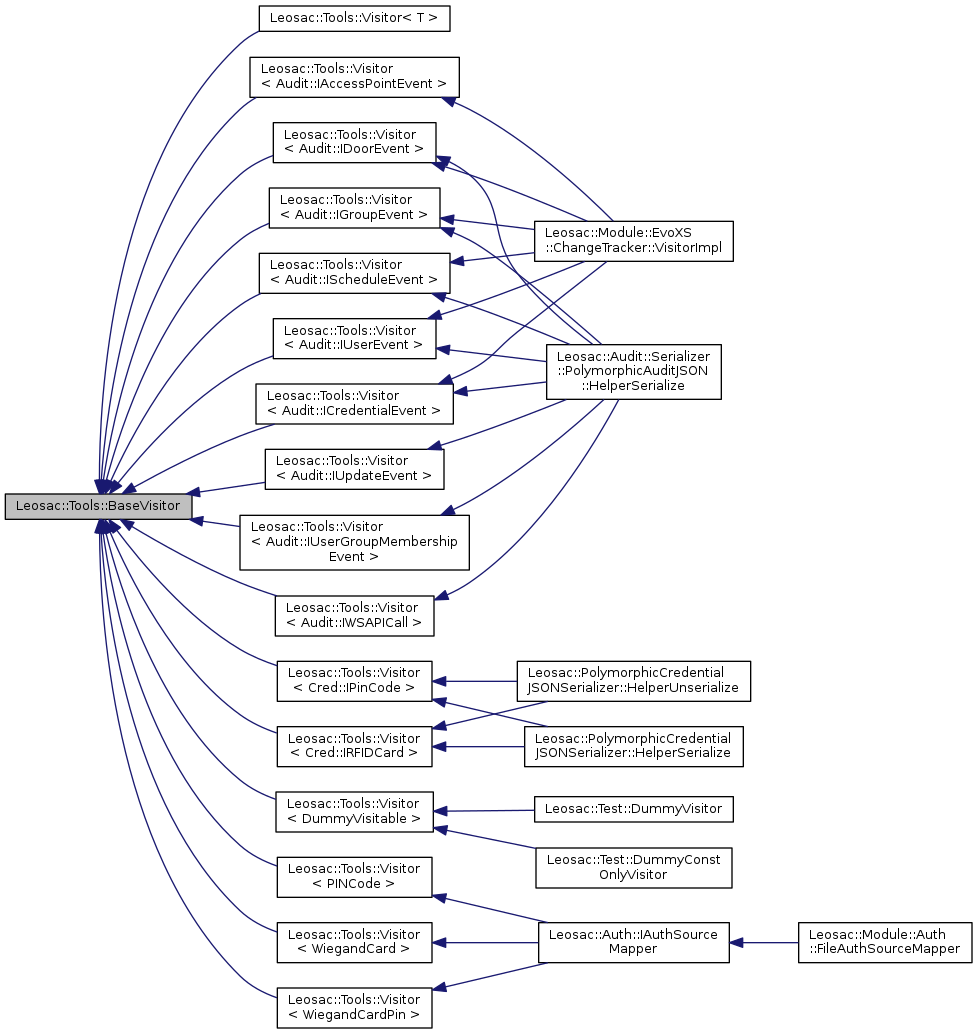 Leosac::Tools::Visitor< T >
Leosac::Tools::Visitor
< Audit::IAccessPointEvent >
Leosac::Tools::Visitor
< Audit::IDoorEvent >
Leosac::Tools::Visitor
< Audit::IGroupEvent >
Leosac::Module::EvoXS
::ChangeTracker::VisitorImpl
Leosac::Tools::Visitor
< Audit::IScheduleEvent >
Leosac::Tools::Visitor
< Audit::IUserEvent >
Leosac::Audit::Serializer
::PolymorphicAuditJSON
::HelperSerialize
Leosac::Tools::Visitor
< Audit::ICredentialEvent >
Leosac::Tools::Visitor
< Audit::IUpdateEvent >
Leosac::Tools::BaseVisitor
Leosac::Tools::Visitor
< Audit::IUserGroupMembership
Event >
Leosac::Tools::Visitor
< Audit::IWSAPICall >
Leosac::Tools::Visitor
< Cred::IPinCode >
Leosac::PolymorphicCredential
JSONSerializer::HelperUnserialize
Leosac::Tools::Visitor
< Cred::IRFIDCard >
Leosac::PolymorphicCredential
JSONSerializer::HelperSerialize
Leosac::Tools::Visitor
< DummyVisitable >
Leosac::Test::DummyVisitor
Leosac::Test::DummyConst
OnlyVisitor
Leosac::Tools::Visitor
< PINCode >
Leosac::Tools::Visitor
< WiegandCard >
Leosac::Auth::IAuthSource
Mapper
Leosac::Module::Auth
::FileAuthSourceMapper
Leosac::Tools::Visitor
< WiegandCardPin >